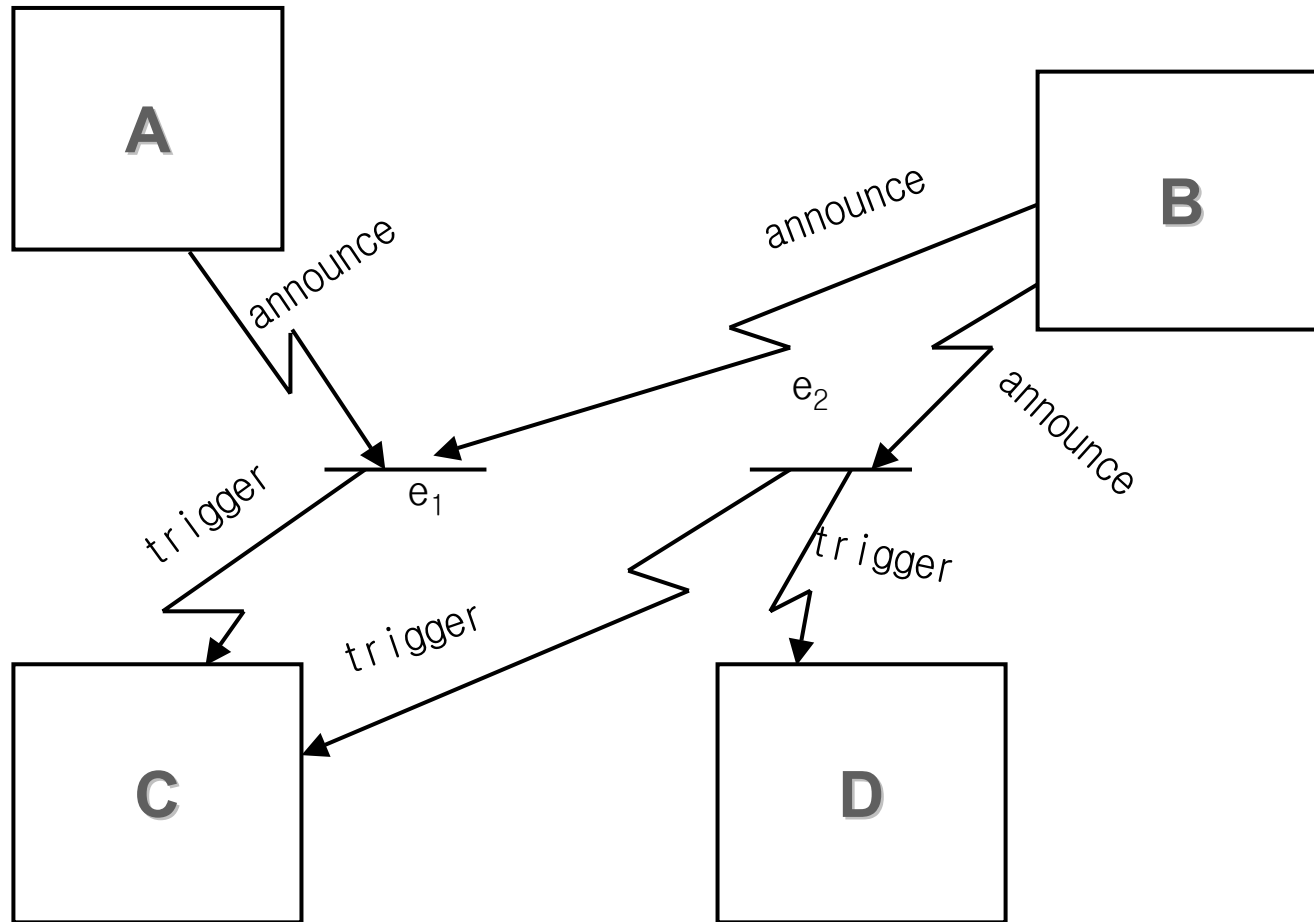 A
B
announce
announce
e₂
announce
e₁
trigger
trigger
trigger
C
D